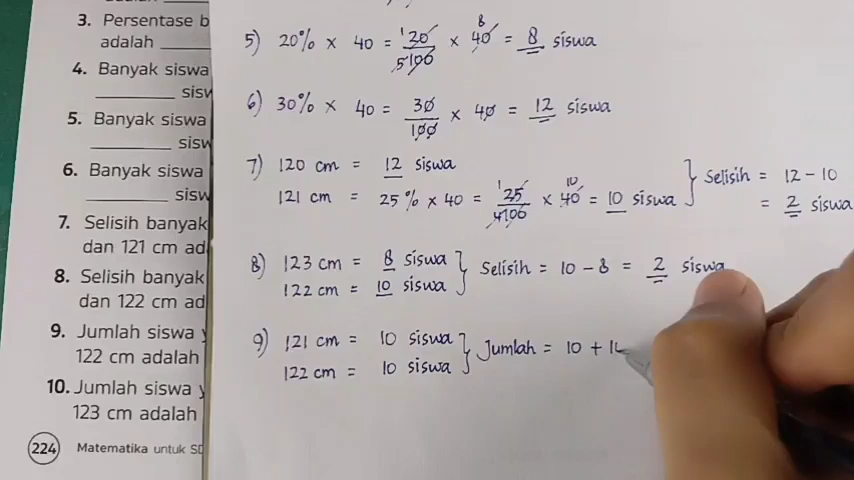 3. Persentase b
adalah
4. Banyak siswa
sisw
5. Banyak siswa
sisw
6. Banyak siswa
sisw
7. Selisih banyak
dan 121 cm ad
8. Selisih banyak
dan 122 cm ad
9. Jumlah siswa y
122 cm adalah
10. Jumlah siswa y
123 cm adalah
224 Matematika untuk SD
5) 20% × 40 = 20/100 × 40 = 8 siswa
6) 30% × 40 = 30/100 × 40 = 12 siswa
7) 120 cm = 12 siswa
121 cm = 25% × 40 = 25/100 × 40 = 10 siswa
Selisih = 12 - 10
= 2 siswa
8) 123 cm = 8 siswa
122 cm = 10 siswa
Selisih = 10 - 8 = 2 siswa
9) 121 cm = 10 siswa
122 cm = 10 siswa
Jumlah = 10 + 1